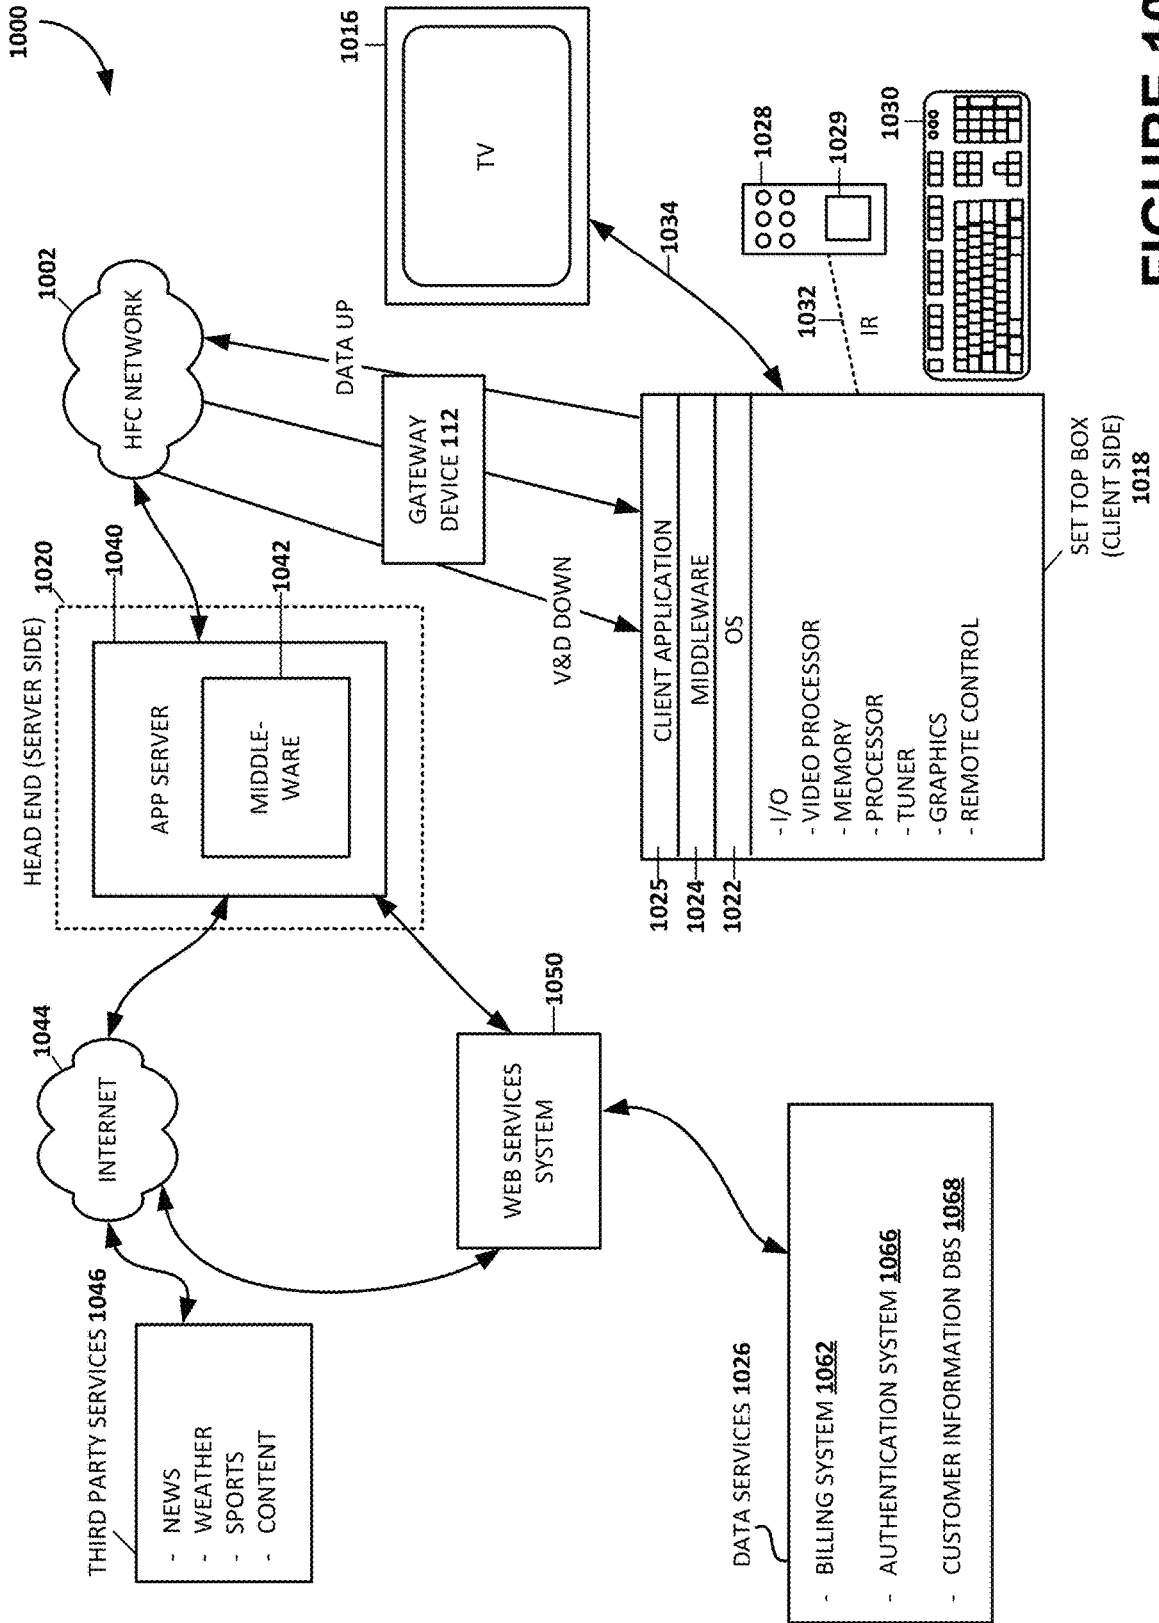 1000
HEAD END (SERVER SIDE)
1020
1040
1002
HFC NETWORK
1044
INTERNET
APP SERVER
MIDDLE-
WARE
1042
THIRD PARTY SERVICES 1046
- NEWS
- WEATHER
- SPORTS
- CONTENT
1016
TV
DATA UP
GATEWAY
DEVICE 112
V&D DOWN
WEB SERVICES
SYSTEM
1050
1034
1025
CLIENT APPLICATION
1024
MIDDLEWARE
1022
OS
- I/O
- VIDEO PROCESSOR
- MEMORY
- PROCESSOR
- TUNER
- GRAPHICS
- REMOTE CONTROL
1028
1029
1032
IR
1030
DATA SERVICES 1026
- BILLING SYSTEM 1062
- AUTHENTICATION SYSTEM 1066
- CUSTOMER INFORMATION DBS 1068
SET TOP BOX
(CLIENT SIDE)
1018
FIGURE